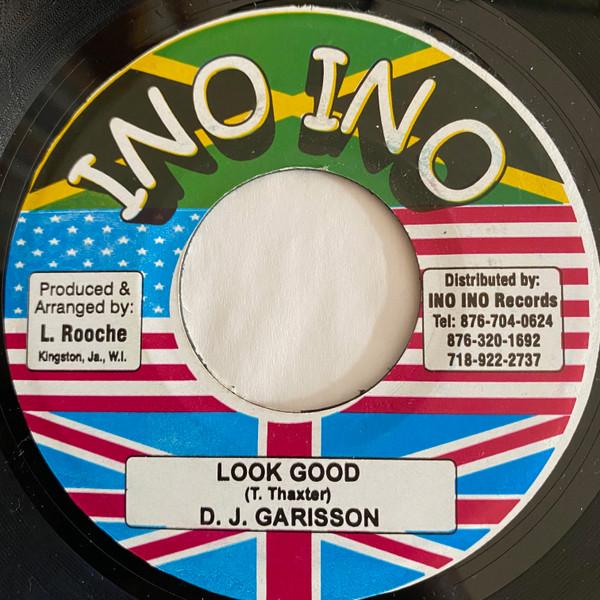 INO INO
Produced &
Arranged by:
L. Rooche
Kingston, Ja., W.I.
Distributed by:
INO INO Records
Tel: 876-704-0624
876-320-1692
718-922-2737
LOOK GOOD
(T. Thaxter)
D. J. GARISSON